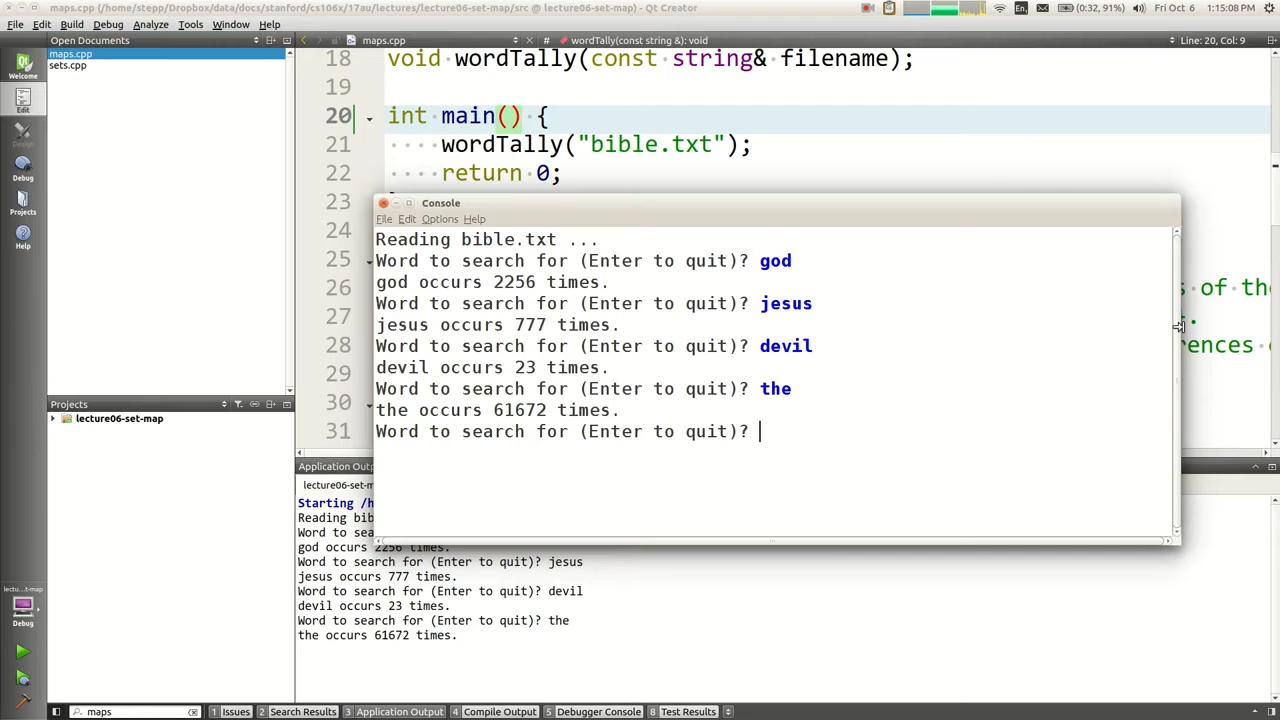 maps.cpp (/home/stepp/Dropbox/data/docs/stanford/cs106x/17au/lectures/lecture06-set-map/src @ lecture06-set-map) - Qt Creator
En
(0:32, 91%)
Fri Oct 6
1:15:08
File Edit Build Debug Analyze Tools Window Help
Open Documents
maps.cpp
wordTally(const string &): void
Line: 20, Col: 9
maps.cpp
sets.cpp
Welcome
Edit
Design
Debug
Projects
Help
18 void wordTally(const string& filename);
19
20 int main() {
21 wordTally("bible.txt");
22 return 0;
23
24
25
26 of the
27
28 rences
29
30
31
Console
File Edit Options Help
Reading bible.txt ...
Word to search for (Enter to quit)? god
god occurs 2256 times.
Word to search for (Enter to quit)? jesus
jesus occurs 777 times.
Word to search for (Enter to quit)? devil
devil occurs 23 times.
Word to search for (Enter to quit)? the
the occurs 61672 times.
Word to search for (Enter to quit)?
Projects
lecture06-set-map
Application Outp
lecture06-set-m
Starting /h
Reading bib
Word to sea
god occurs 2256 times.
Word to search for (Enter to quit)? jesus
jesus occurs 777 times.
Word to search for (Enter to quit)? devil
devil occurs 23 times.
Word to search for (Enter to quit)? the
the occurs 61672 times.
lectu...t-map
Debug
maps
1 Issues 2 Search Results 3 Application Output 4 Compile Output 5 Debugger Console 8 Test Results